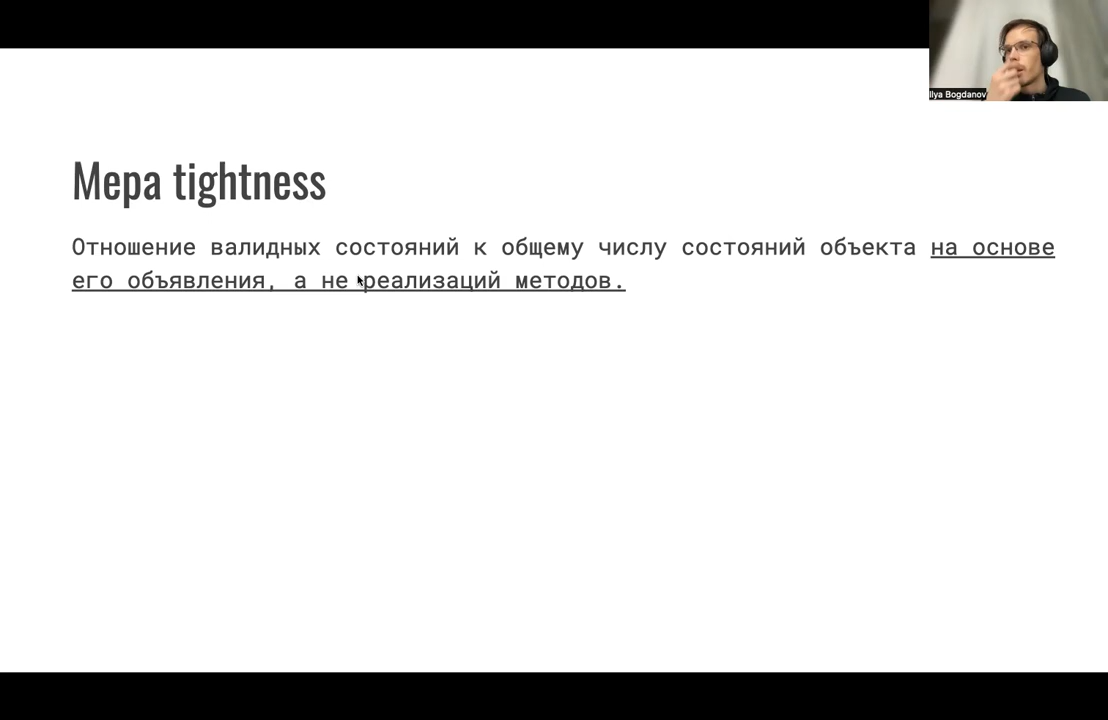 Ilya Bogdanov
Мера tightness
Отношение валидных состояний к общему числу состояний объекта на основе
его объявления, а не реализаций методов.